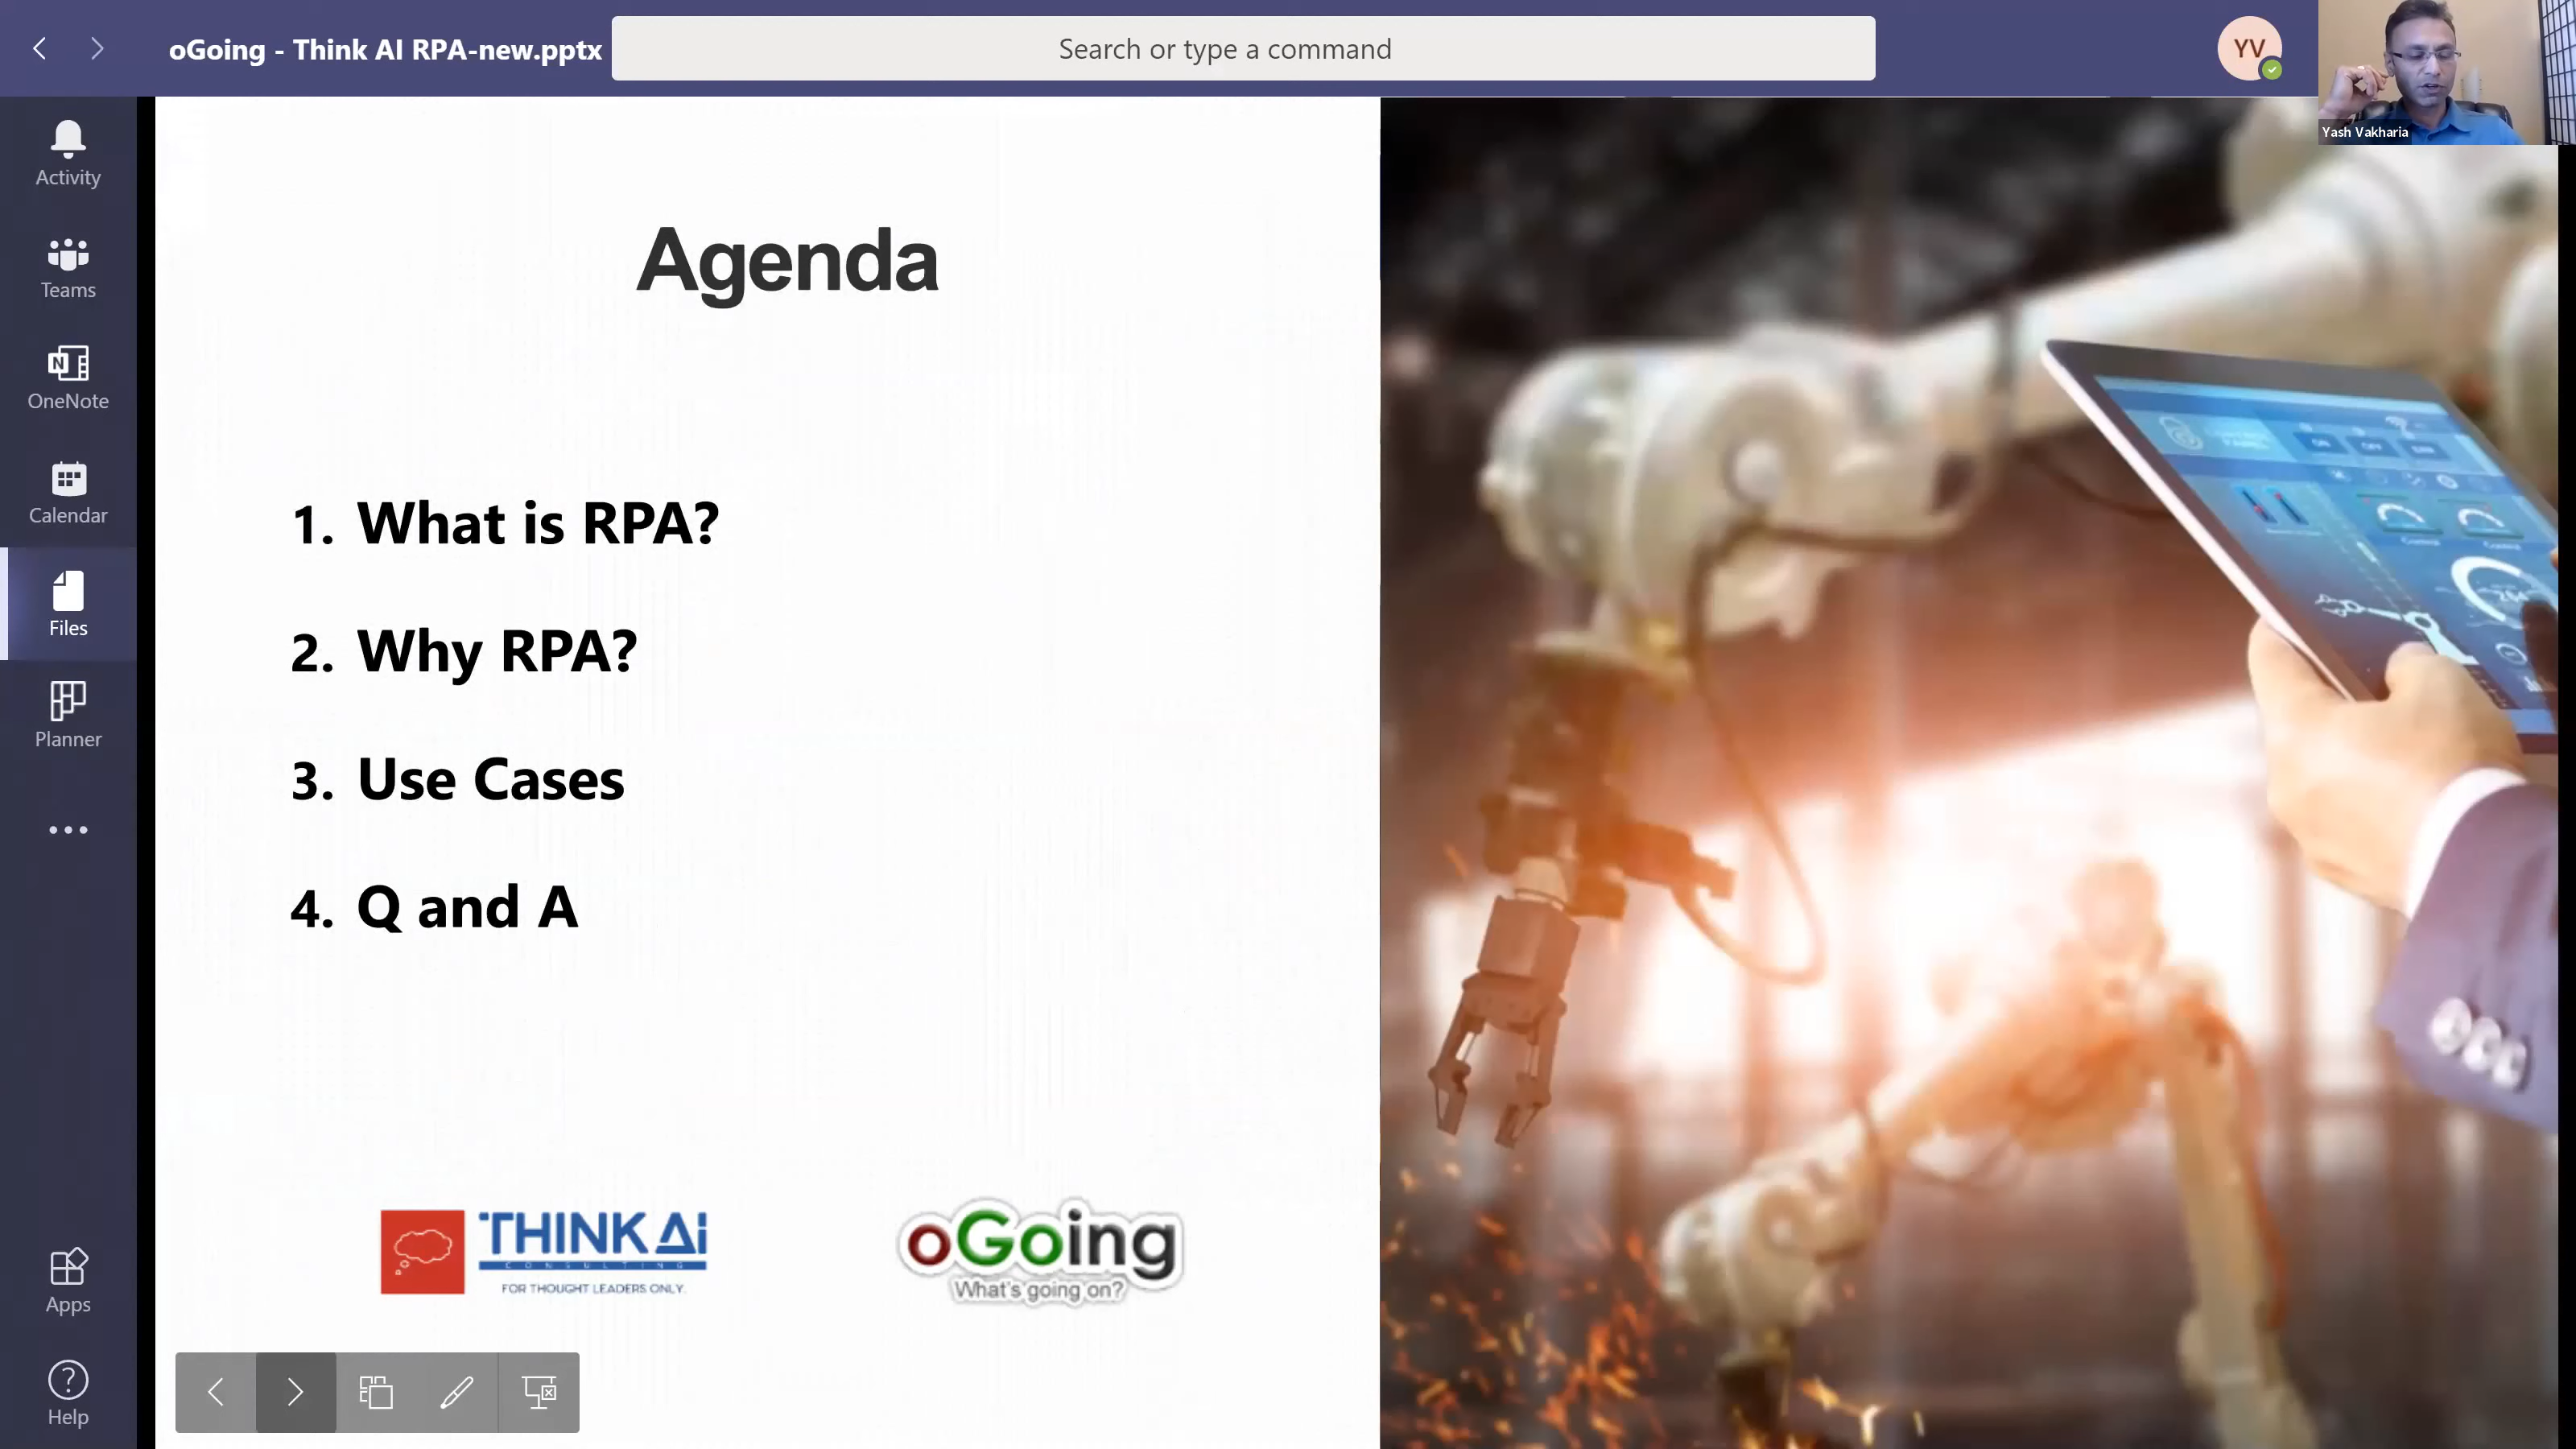 oGoing - Think AI RPA-new.pptx
Search or type a command
YV
Yash Vakharia
Activity
Teams
N
OneNote
Calendar
Files
Planner
Apps
?
Help
Agenda
1. What is RPA?
2. Why RPA?
3. Use Cases
4. Q and A
THINK Ai
CONSULTING
FOR THOUGHT LEADERS ONLY.
oGoing
What's going on?